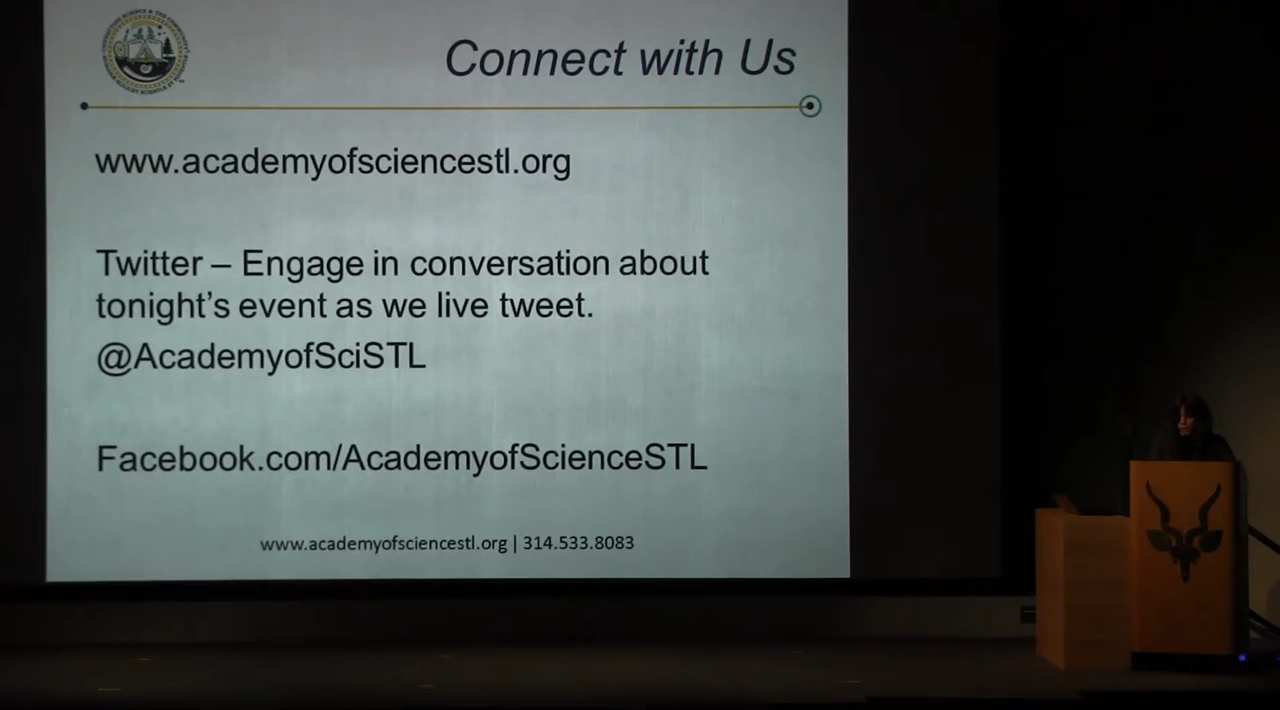 Connect with Us
www.academyofsciencestl.org
Twitter – Engage in conversation about
tonight's event as we live tweet.
@AcademyofSciSTL
Facebook.com/AcademyofScienceSTL
www.academyofsciencestl.org | 314.533.8083